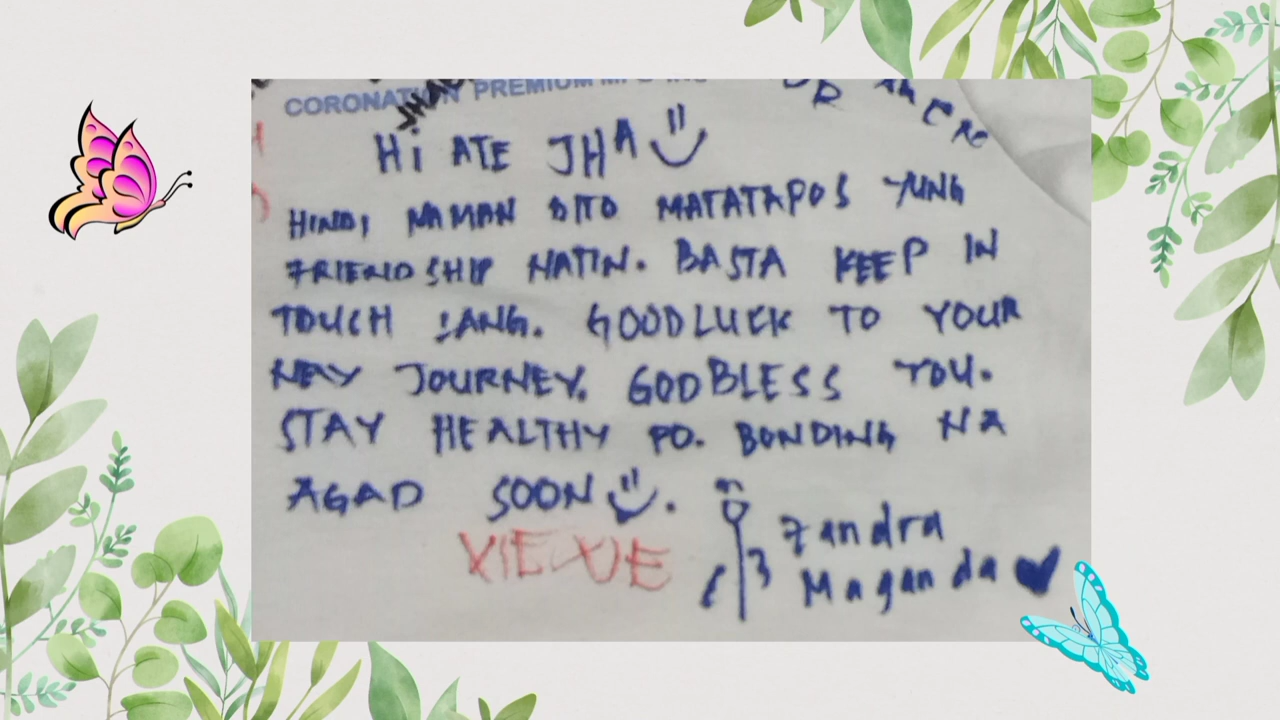 CORONATION PREMIUM
Hi ATE JHA
HINDI NAMAN DITO MATATAPOS YUNG
FRIENDSHIP NATIN. BASTA KEEP IN
TOUCH LANG. GOODLUCK TO YOUR
NEW JOURNEY. GODBLESS YOU.
STAY HEALTHY PO. BONDING NA
AGAD SOON .
XIEXIE
Zandra
Maganda